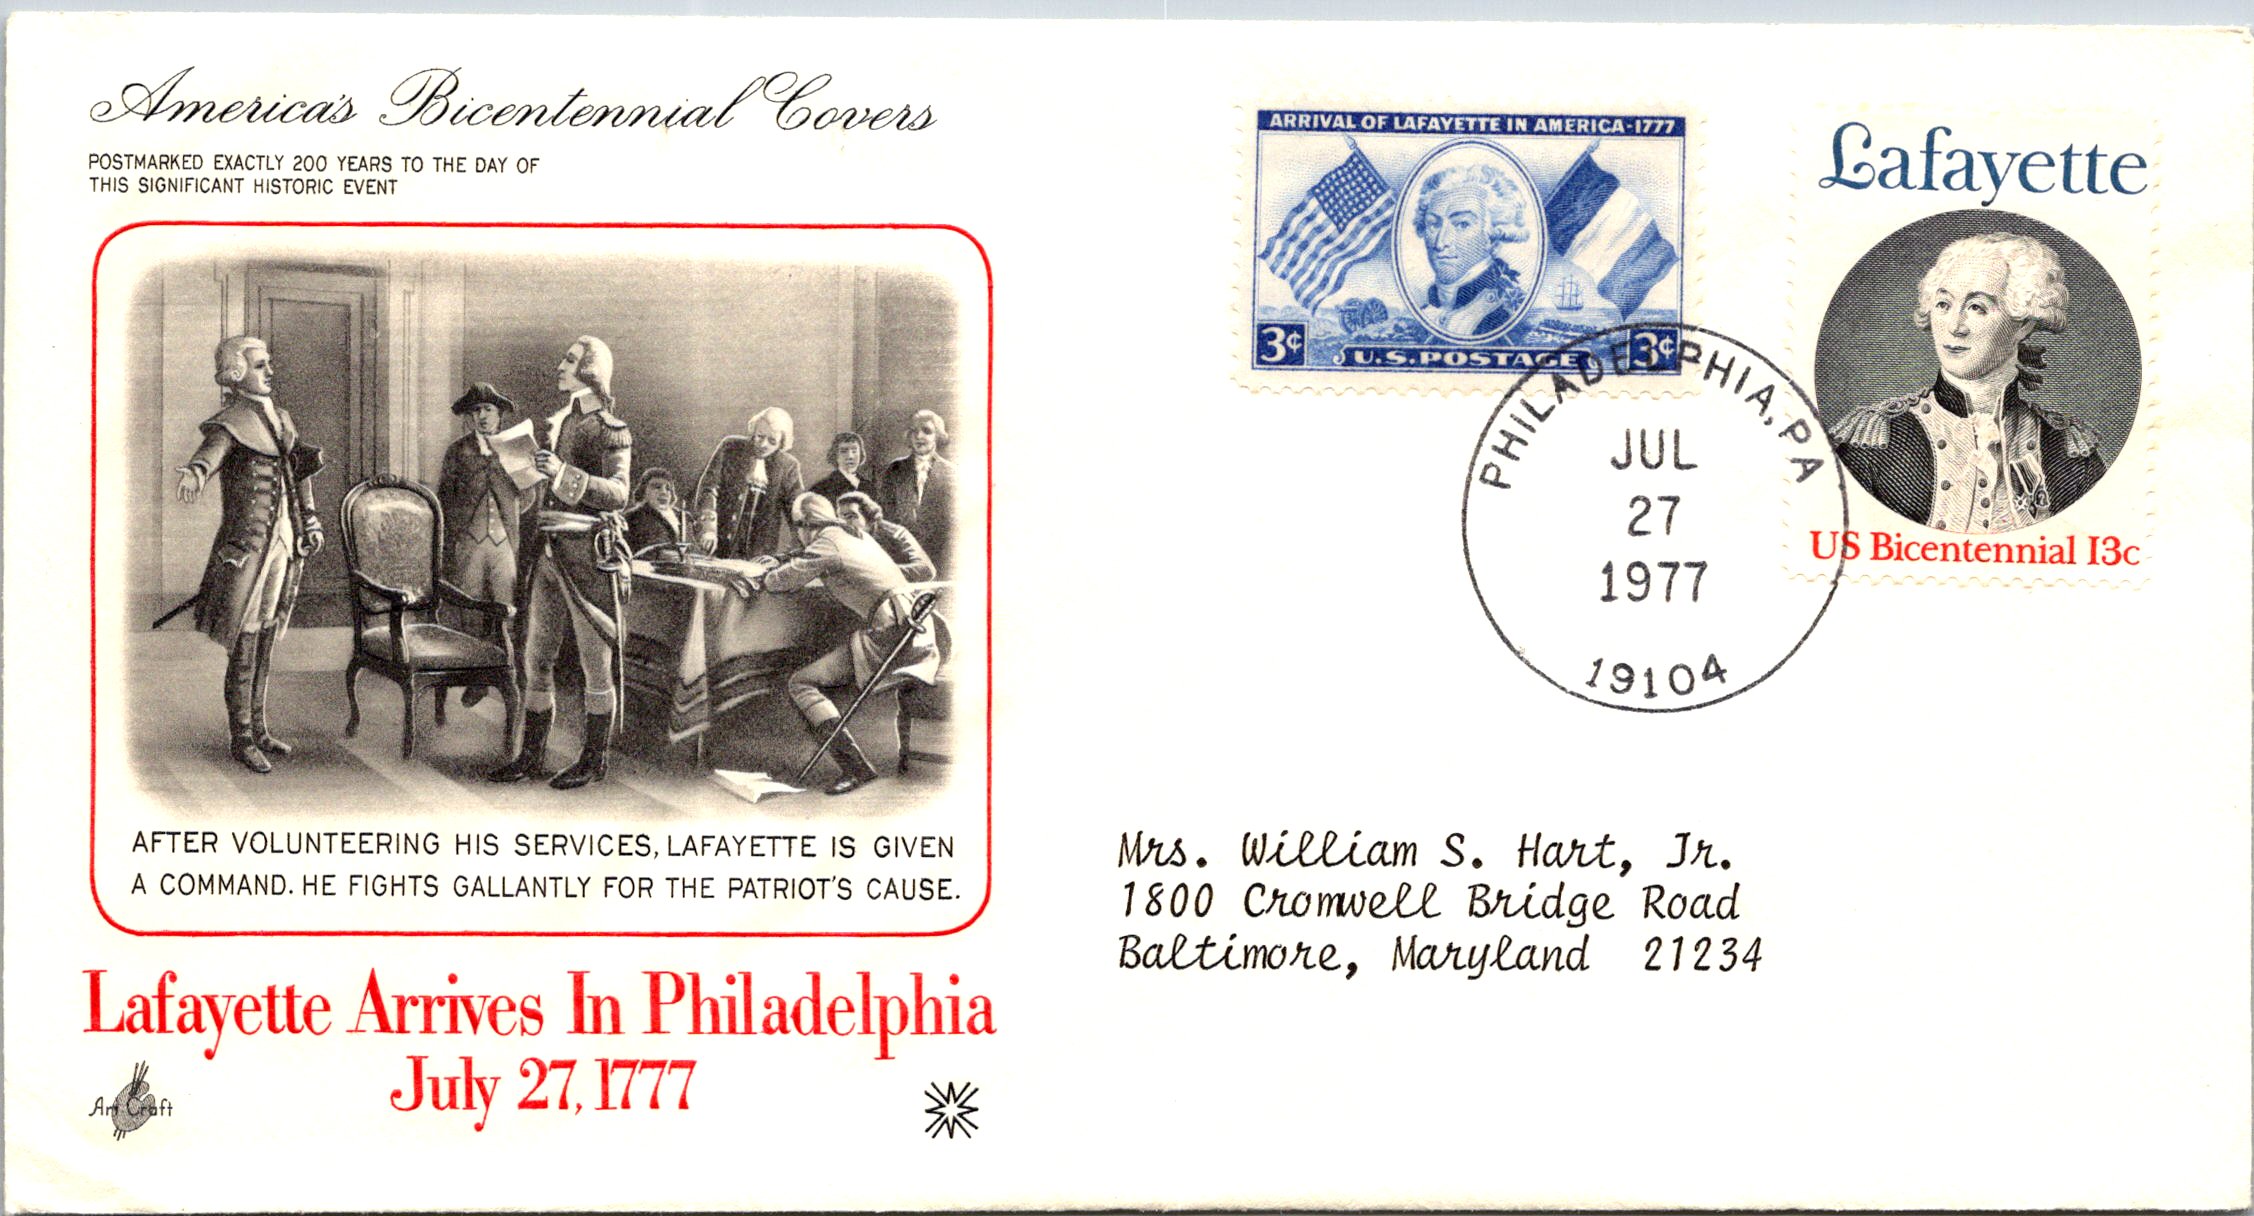 America's Bicentennial Covers
POSTMARKED EXACTLY 200 YEARS TO THE DAY OF
THIS SIGNIFICANT HISTORIC EVENT
AFTER VOLUNTEERING HIS SERVICES, LAFAYETTE IS GIVEN
A COMMAND. HE FIGHTS GALLANTLY FOR THE PATRIOT'S CAUSE.
Lafayette Arrives In Philadelphia
July 27, 1777
Art Craft
ARRIVAL OF LAFAYETTE IN AMERICA-1777
3¢ U.S. POSTAGE 3¢
Lafayette
US Bicentennial 13c
PHILADELPHIA, PA
JUL
27
1977
19104
Mrs. William S. Hart, Jr.
1800 Cromwell Bridge Road
Baltimore, Maryland 21234